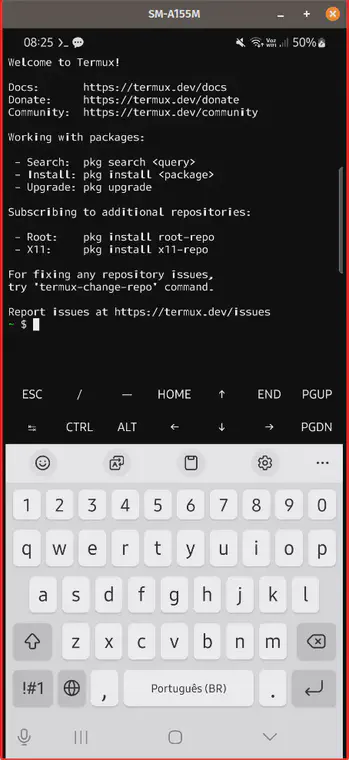 SM-A155M
08:25 >_
50%
Welcome to Termux!
Docs: https://termux.dev/docs
Donate: https://termux.dev/donate
Community: https://termux.dev/community
Working with packages:
- Search: pkg search <query>
- Install: pkg install <package>
- Upgrade: pkg upgrade
Subscribing to additional repositories:
- Root: pkg install root-repo
- X11: pkg install x11-repo
For fixing any repository issues,
try 'termux-change-repo' command.
Report issues at https://termux.dev/issues
~ $
ESC / — HOME ↑ END PGUP
CTRL ALT ← ↓ → PGDN
1 2 3 4 5 6 7 8 9 0
q w e r t y u i o p
a s d f g h j k l
z x c v b n m
!#1 , Português (BR) .